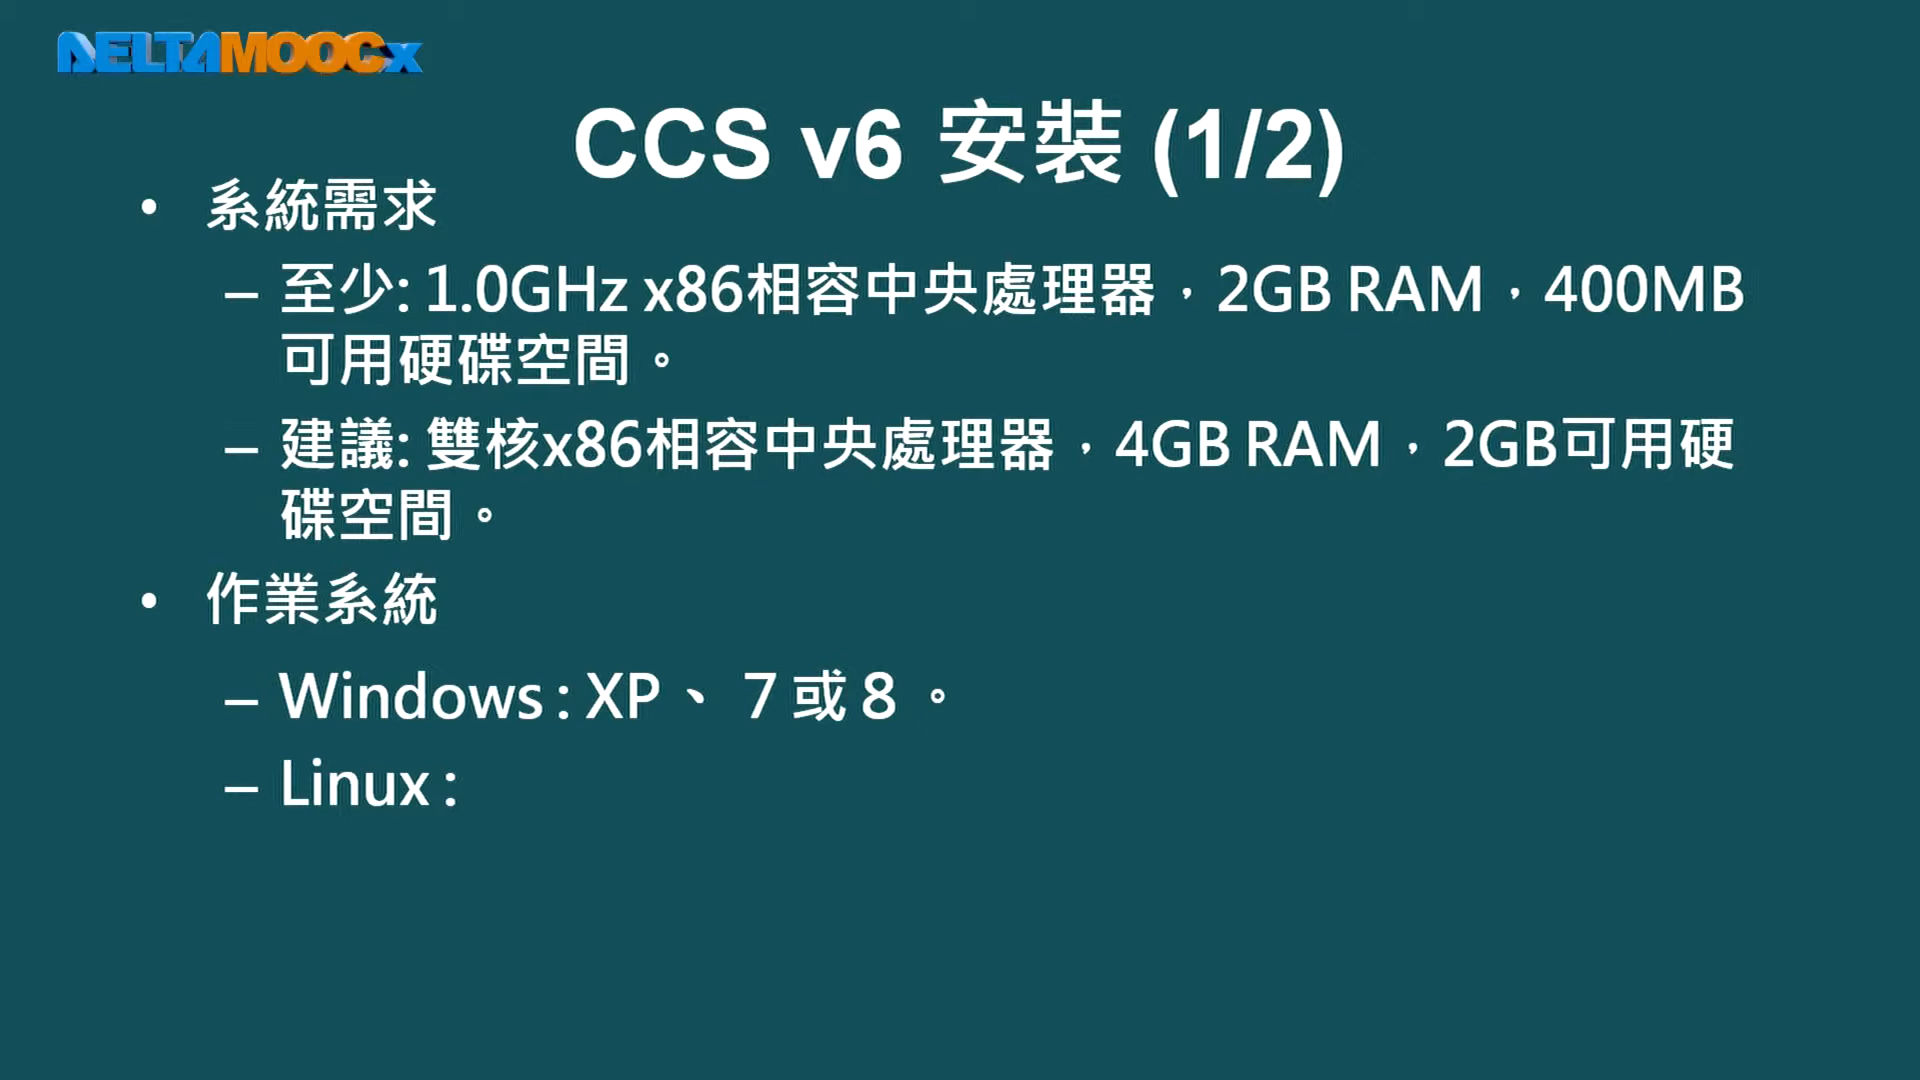 DELTAMOOCx
CCS v6 安裝 (1/2)
• 系統需求
– 至少: 1.0GHz x86相容中央處理器，2GB RAM，400MB
可用硬碟空間。
– 建議: 雙核x86相容中央處理器，4GB RAM，2GB可用硬
碟空間。
• 作業系統
– Windows : XP、 7 或 8 。
– Linux :